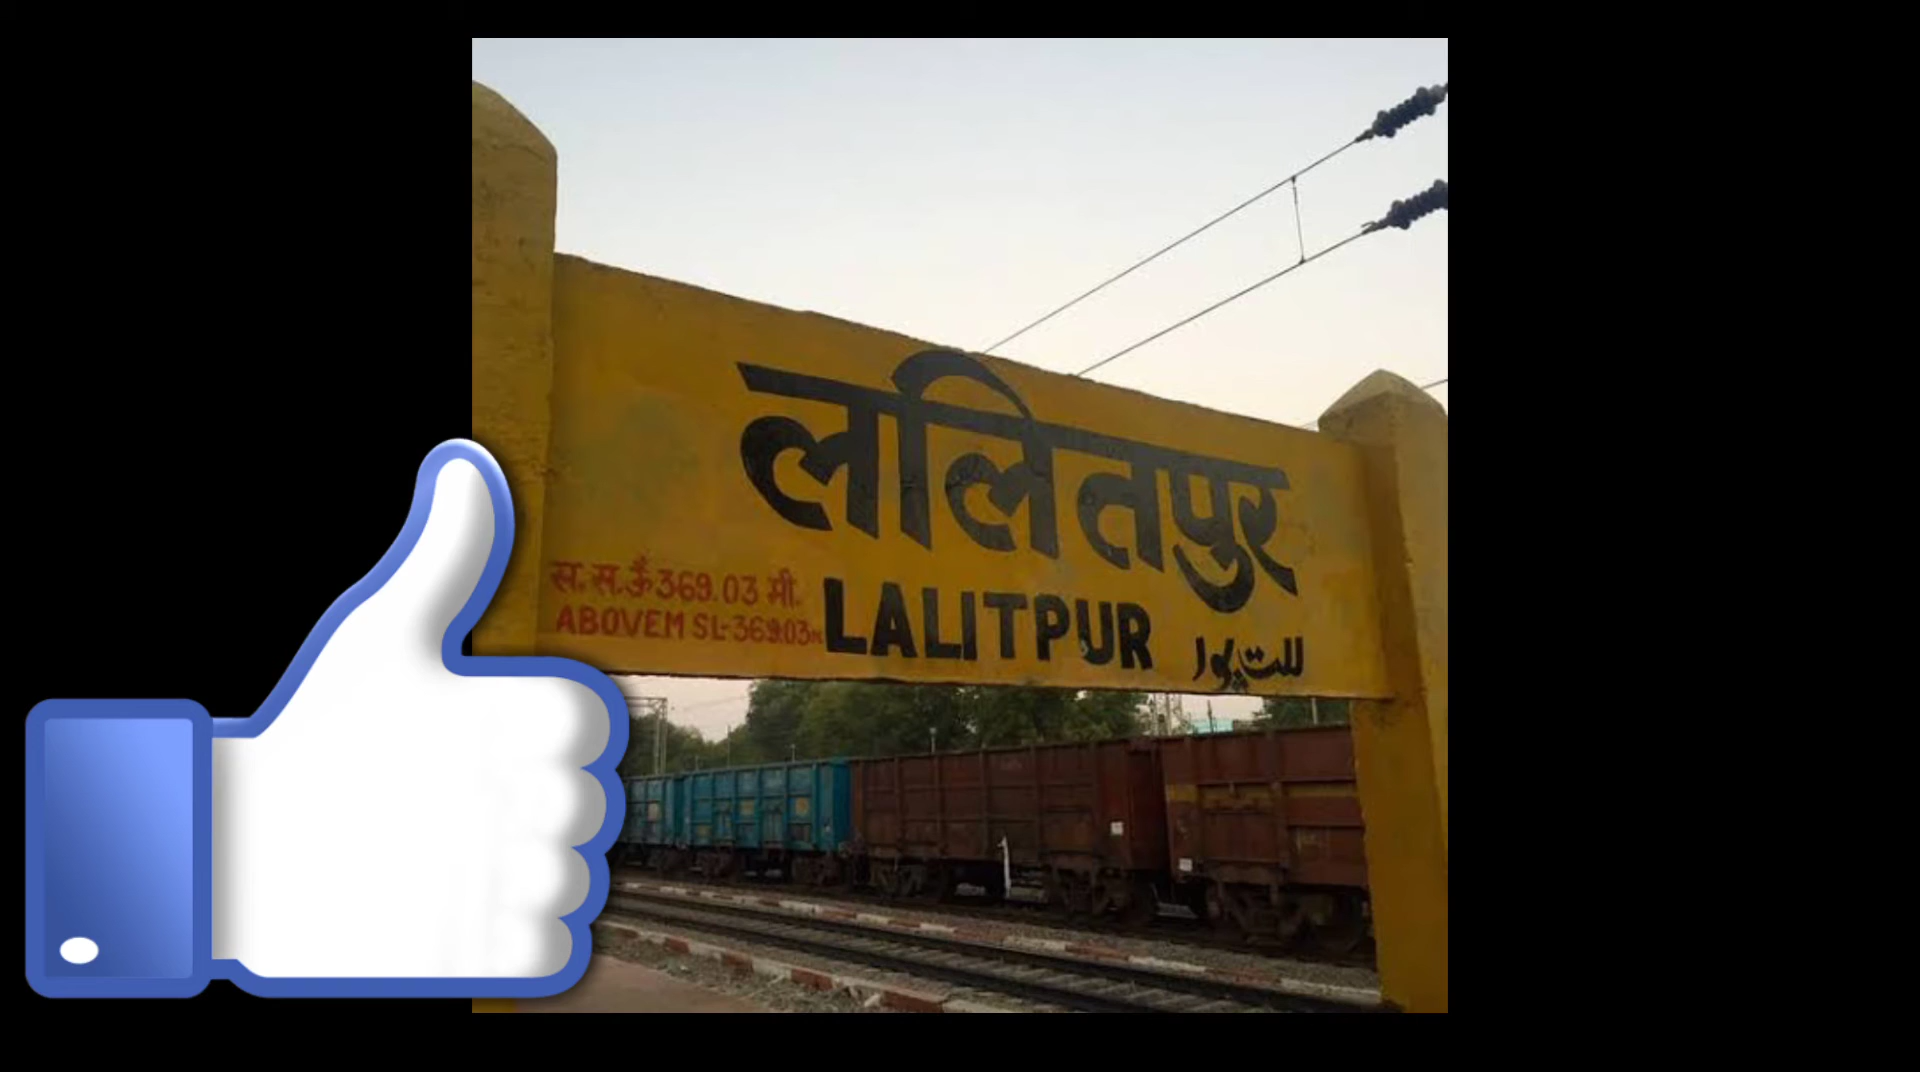 ललितपुर
स. स. ऊँ 369.03 मी.
ABOVEM SL-369.03m
LALITPUR
للت پور